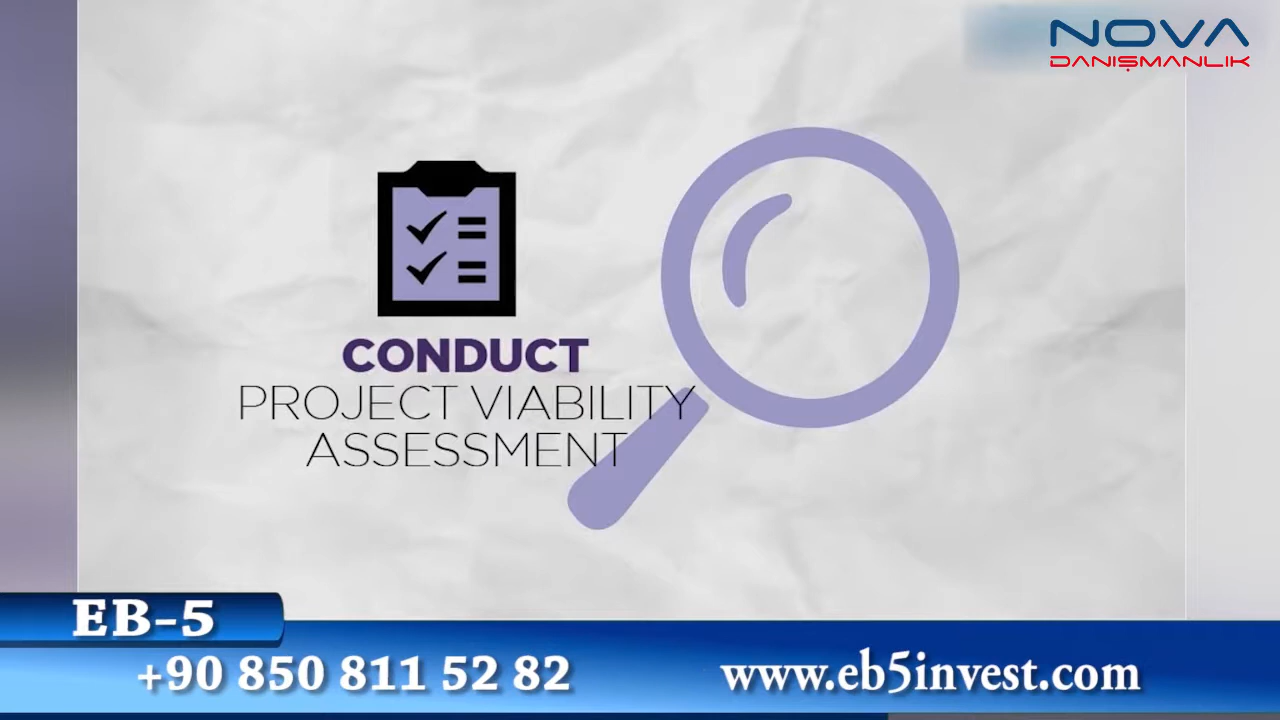 NOVA
DANIŞMANLIK
CONDUCT
PROJECT VIABILITY
ASSESSMENT
EB-5
+90 850 811 52 82
www.eb5invest.com